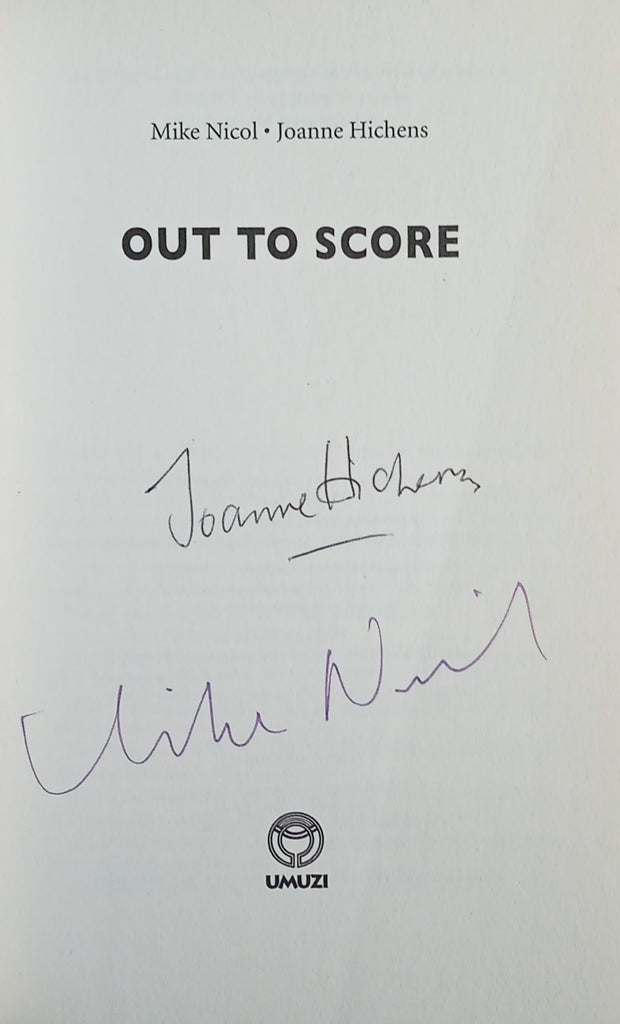 Mike Nicol • Joanne Hichens
OUT TO SCORE
Joanne Hichens
Mike Nicol
UMUZI